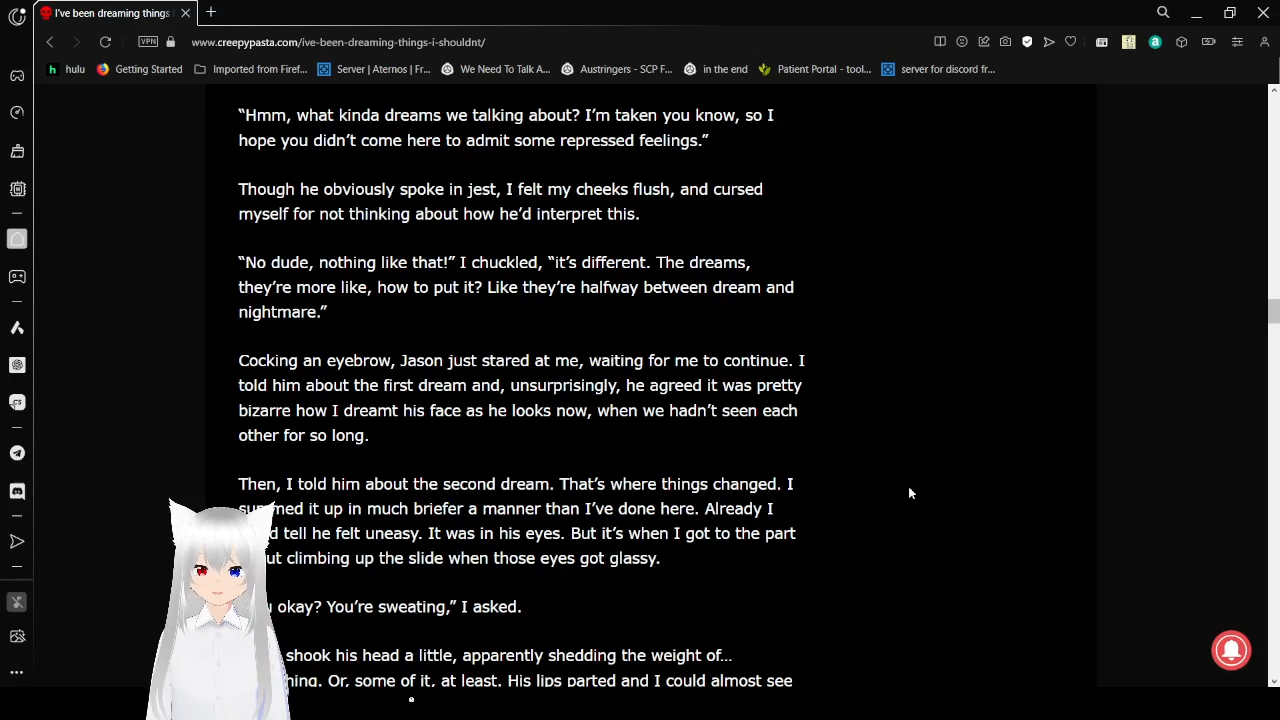 I've been dreaming things
VPN
www.creepypasta.com/ive-been-dreaming-things-i-shouldnt/
hulu
Getting Started
Imported from Firef...
Server | Aternos | Fr...
We Need To Talk A...
Austringers - SCP F...
in the end
Patient Portal - tool...
server for discord fr...
“Hmm, what kinda dreams we talking about? I’m taken you know, so I
hope you didn’t come here to admit some repressed feelings.”
Though he obviously spoke in jest, I felt my cheeks flush, and cursed
myself for not thinking about how he’d interpret this.
“No dude, nothing like that!” I chuckled, “it’s different. The dreams,
they’re more like, how to put it? Like they’re halfway between dream and
nightmare.”
Cocking an eyebrow, Jason just stared at me, waiting for me to continue. I
told him about the first dream and, unsurprisingly, he agreed it was pretty
bizarre how I dreamt his face as he looks now, when we hadn’t seen each
other for so long.
Then, I told him about the second dream. That’s where things changed. I
it up in much briefer a manner than I’ve done here. Already I
tell he felt uneasy. It was in his eyes. But it’s when I got to the part
climbing up the slide when those eyes got glassy.
okay? You’re sweating,” I asked.
shook his head a little, apparently shedding the weight of...
Or, some of it, at least. His lips parted and I could almost see